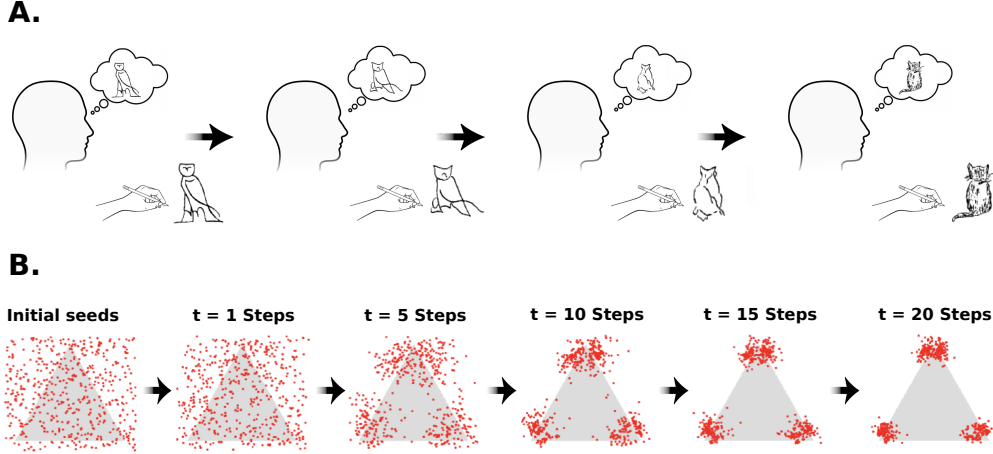 A.
B.
Initial seeds
t = 1 Steps
t = 5 Steps
t = 10 Steps
t = 15 Steps
t = 20 Steps